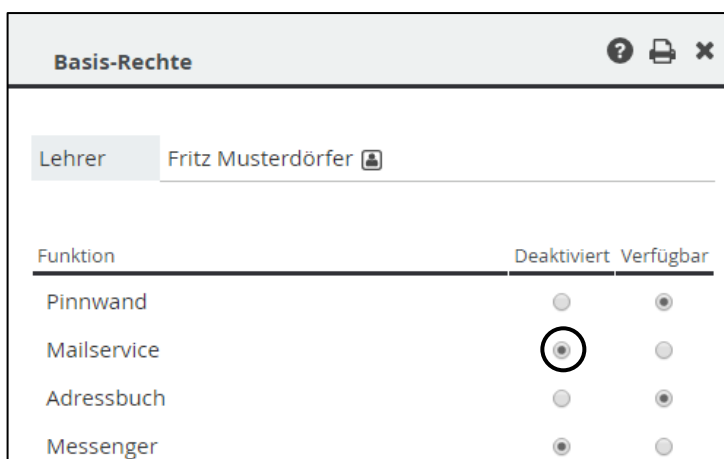 Basis-Rechte
Lehrer Fritz Musterdörfer
Funktion Deaktiviert Verfügbar
Pinnwand
Mailservice
Adressbuch
Messenger